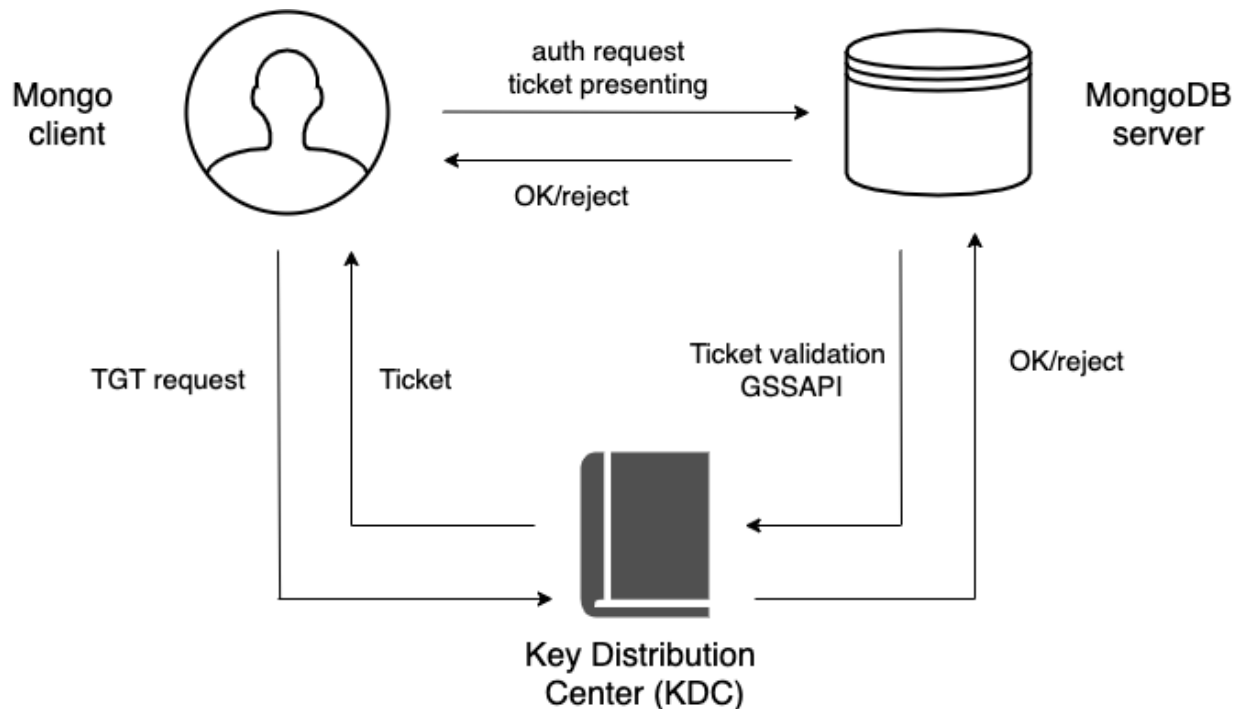 Mongo
client
auth request
ticket presenting
OK/reject
MongoDB
server
TGT request
Ticket
Ticket validation
GSSAPI
OK/reject
Key Distribution
Center (KDC)